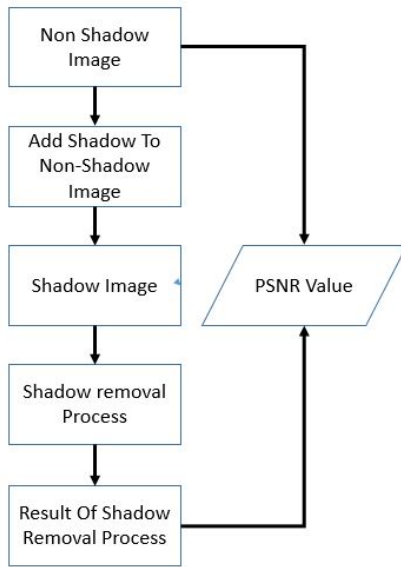 Non Shadow
Image
Add Shadow To
Non-Shadow
Image
Shadow Image
PSNR Value
Shadow removal
Process
Result Of Shadow
Removal Process